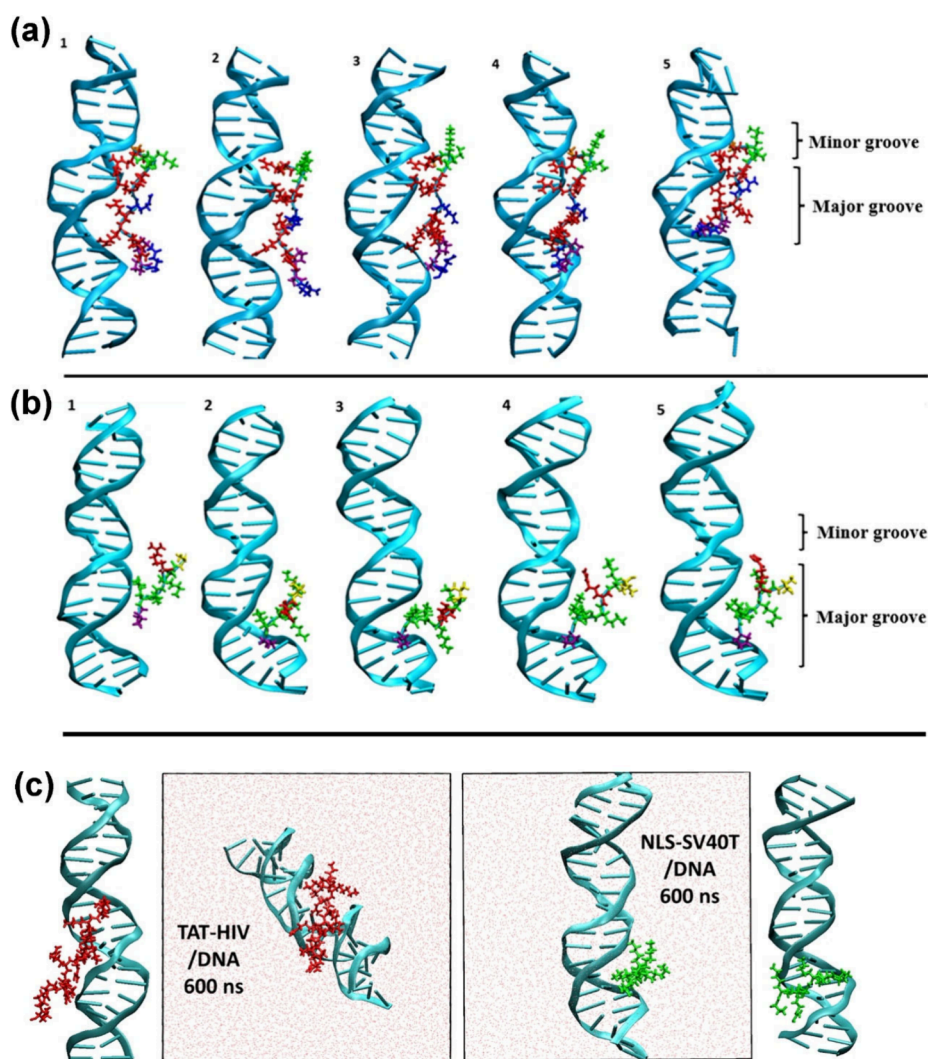 (a)
1
2
3
4
5
Minor groove
Major groove
(b)
1
2
3
4
5
Minor groove
Major groove
(c)
TAT-HIV
/DNA
600 ns
NLS-SV40T
/DNA
600 ns